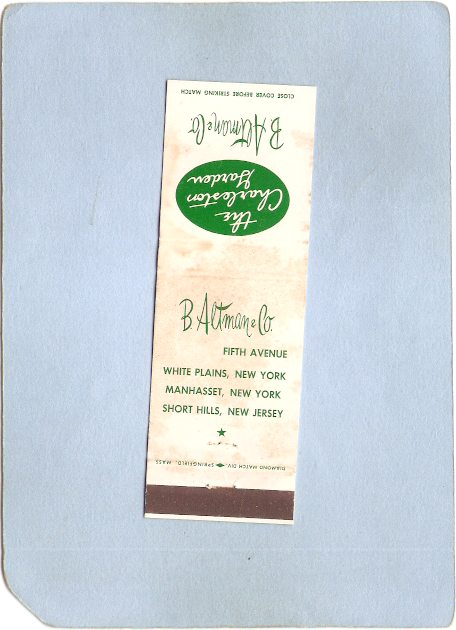 CLOSE COVER BEFORE STRIKING MATCH
B. Altman & Co.
the
Charleston
Garden
B. Altman & Co.
FIFTH AVENUE
WHITE PLAINS, NEW YORK
MANHASSET, NEW YORK
SHORT HILLS, NEW JERSEY
DIAMOND MATCH DIV. SPRINGFIELD, MASS.